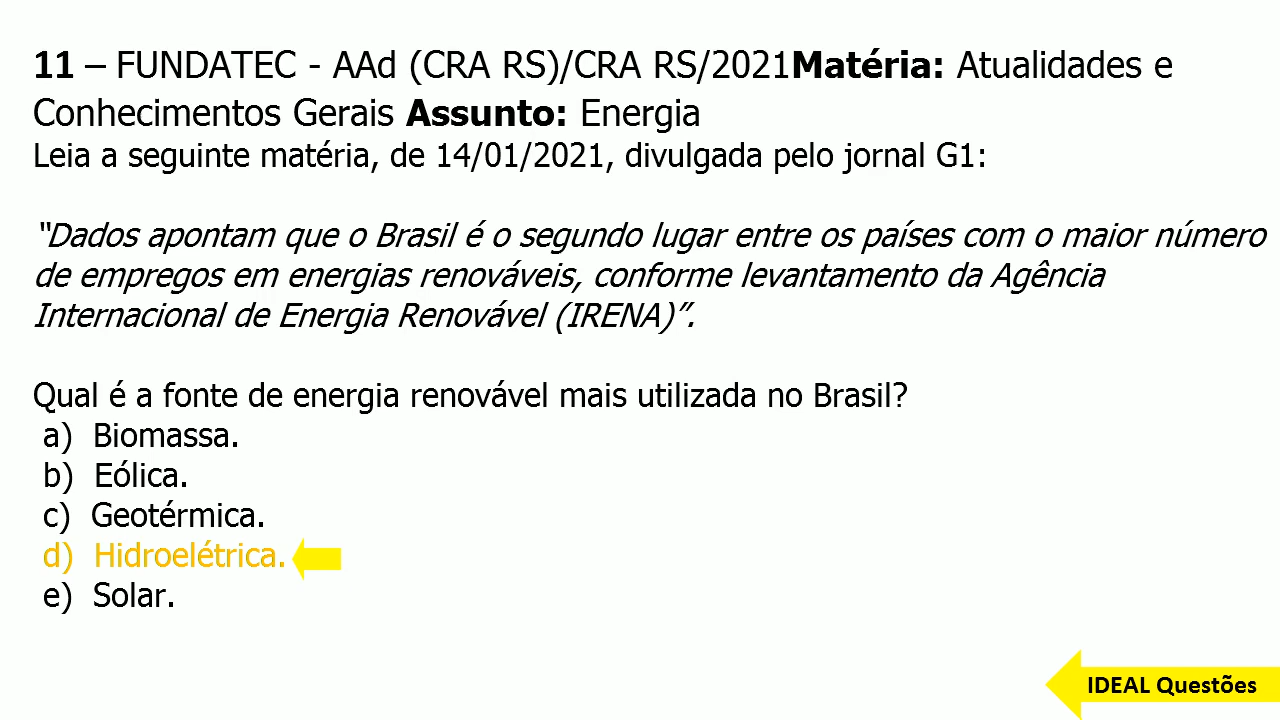 11 – FUNDATEC - AAd (CRA RS)/CRA RS/2021Matéria: Atualidades e
Conhecimentos Gerais Assunto: Energia
Leia a seguinte matéria, de 14/01/2021, divulgada pelo jornal G1:
“Dados apontam que o Brasil é o segundo lugar entre os países com o maior número
de empregos em energias renováveis, conforme levantamento da Agência
Internacional de Energia Renovável (IRENA)”.
Qual é a fonte de energia renovável mais utilizada no Brasil?
a) Biomassa.
b) Eólica.
c) Geotérmica.
d) Hidroelétrica.
e) Solar.
IDEAL Questões